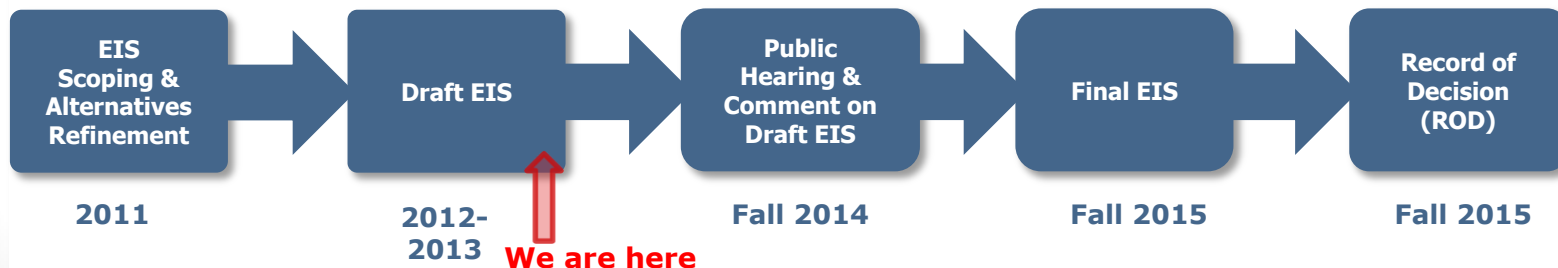 EIS
Scoping &
Alternatives
Refinement
Draft EIS
Public
Hearing &
Comment on
Draft EIS
Final EIS
Record of
Decision
(ROD)
2011
2012-
2013
We are here
Fall 2014
Fall 2015
Fall 2015